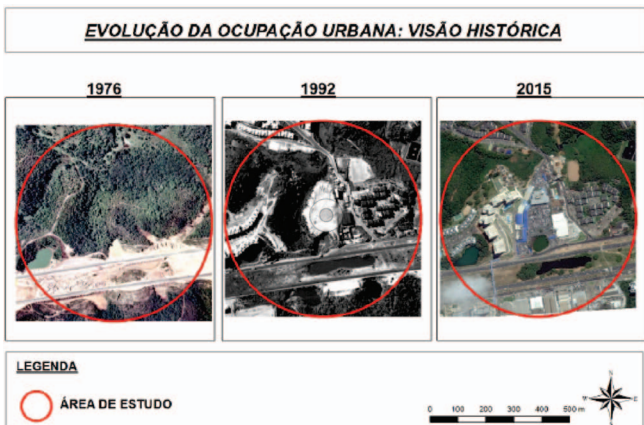 EVOLUÇÃO DA OCUPAÇÃO URBANA: VISÃO HISTÓRICA
1976 1992 2015
LEGENDA
ÁREA DE ESTUDO
N
W E
S
0 100 200 300 400 500 m